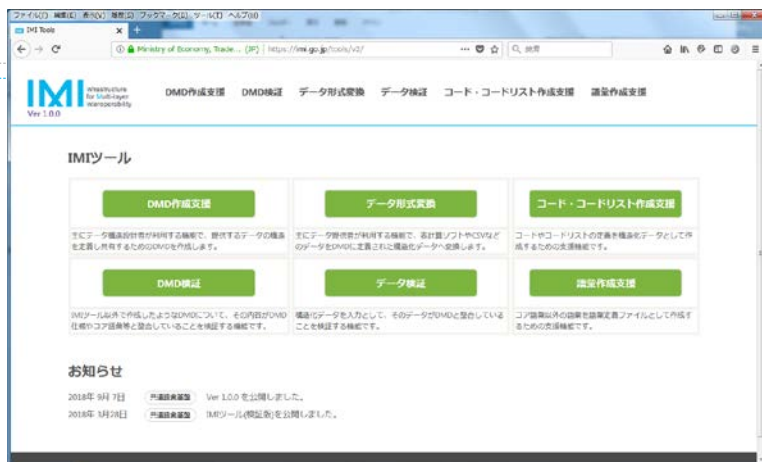 ファイル(F) 編集(E) 表示(V) 履歴(S) ブックマーク(B) ツール(T) ヘルプ(H)
IMI Tools
Ministry of Economy, Trade... (JP) https://imi.go.jp/tools/v2/
検索
IMI Infrastructure
for Multi-layer
Interoperability
Ver 1.0.0
DMD作成支援 DMD検証 データ形式変換 データ検証 コード・コードリスト作成支援 語彙作成支援
IMIツール
DMD作成支援 データ形式変換 コード・コードリスト作成支援
主にデータ構造設計者が利用する機能で、提供するデータの構造
を定義し共有するためのDMDを作成します。
主にデータ提供者が利用する機能で、表計算ソフトやCSVなど
のデータをDMDに定義された構造化データへ変換します。
コードやコードリストの定義を構造化データとして作
成するための支援機能です。
DMD検証 データ検証 語彙作成支援
IMIツール以外で作成したようなDMDについて、その内容がDMD
仕様やコア語彙等と整合していることを検証する機能です。
構造化データを入力として、そのデータがDMDと整合している
ことを検証する機能です。
コア語彙以外の語彙を語彙定義ファイルとして作成す
るための支援機能です。
お知らせ
2018年 9月 7日 共通語彙基盤 Ver 1.0.0 を公開しました。
2018年 3月28日 共通語彙基盤 IMIツール(検証版)を公開しました。